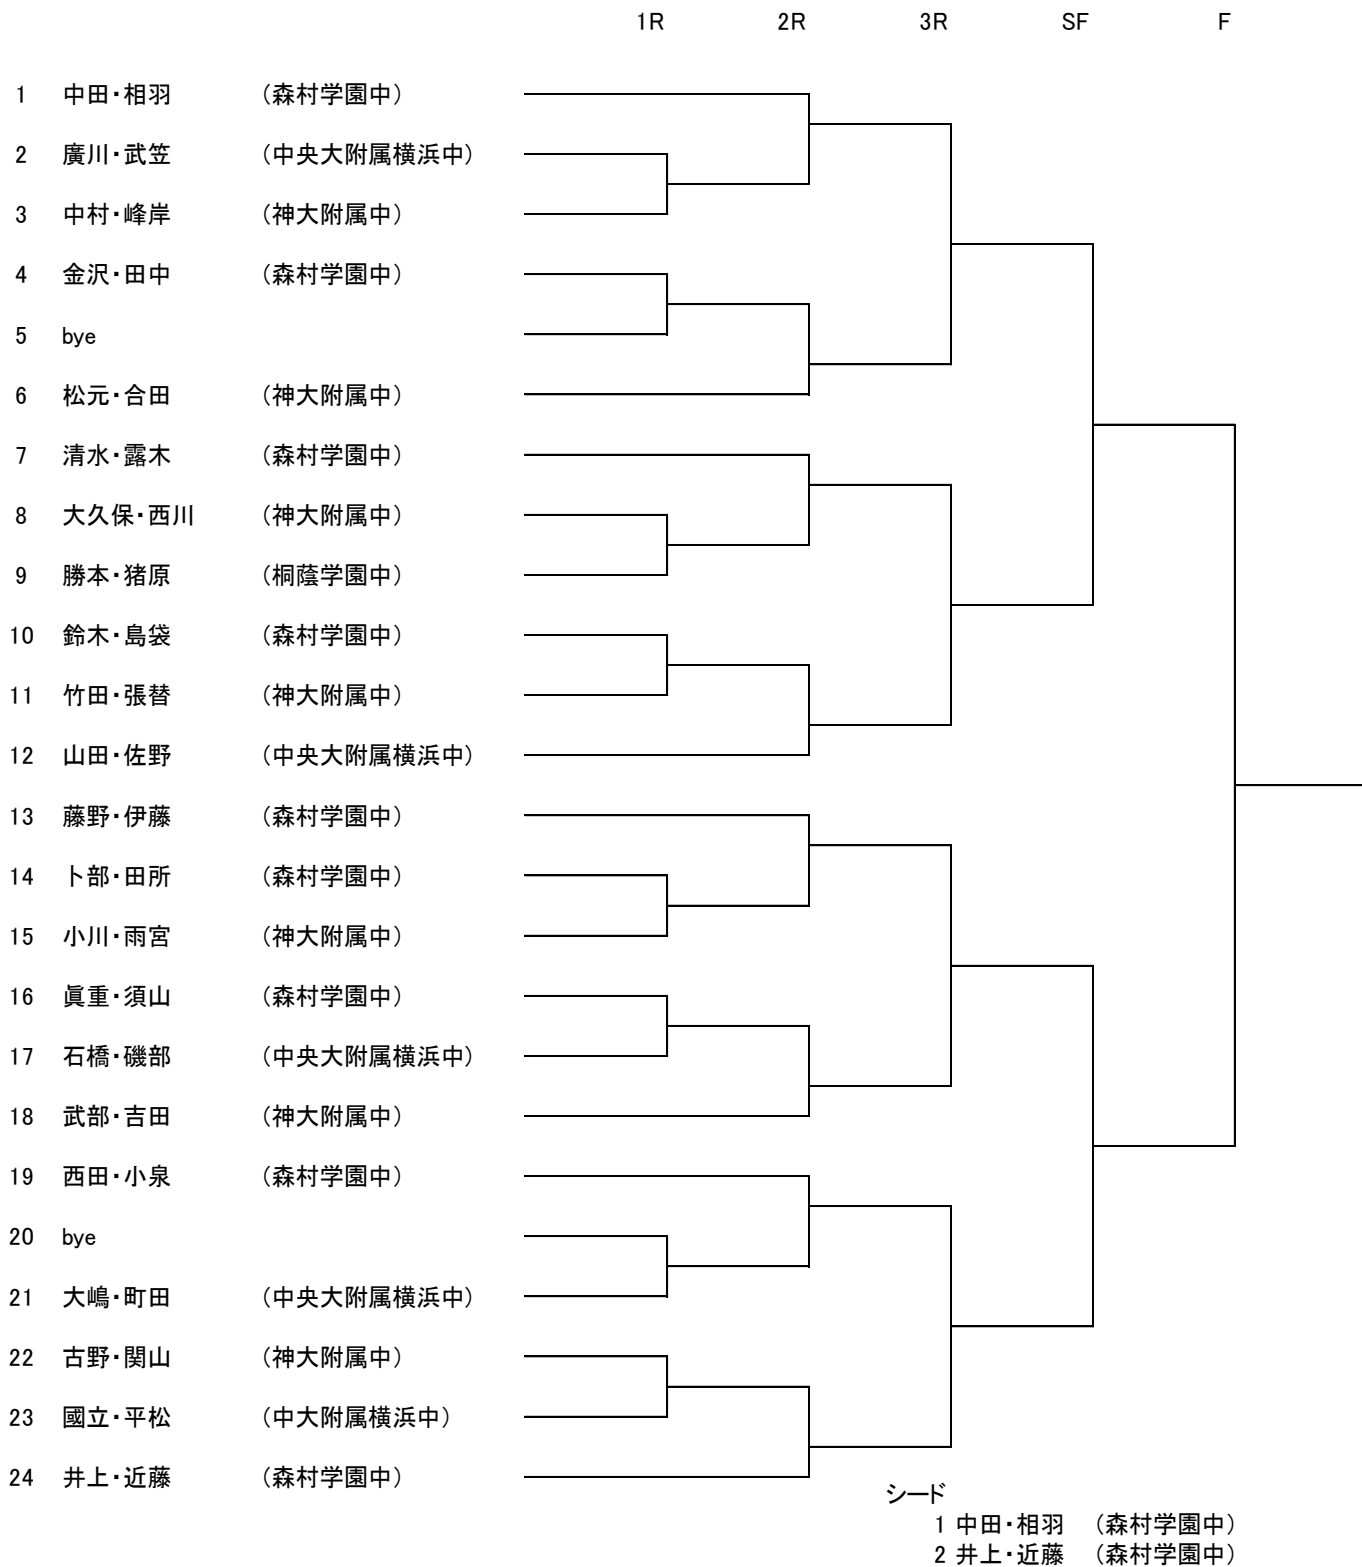 1R 2R 3R SF F
1 中田・相羽 （森村学園中）
2 廣川・武笠 （中央大附属横浜中）
3 中村・峰岸 （神大附属中）
4 金沢・田中 （森村学園中）
5 bye
6 松元・合田 （神大附属中）
7 清水・露木 （森村学園中）
8 大久保・西川 （神大附属中）
9 勝本・猪原 （桐蔭学園中）
10 鈴木・島袋 （森村学園中）
11 竹田・張替 （神大附属中）
12 山田・佐野 （中央大附属横浜中）
13 藤野・伊藤 （森村学園中）
14 卜部・田所 （森村学園中）
15 小川・雨宮 （神大附属中）
16 眞重・須山 （森村学園中）
17 石橋・磯部 （中央大附属横浜中）
18 武部・吉田 （神大附属中）
19 西田・小泉 （森村学園中）
20 bye
21 大嶋・町田 （中央大附属横浜中）
22 古野・関山 （神大附属中）
23 國立・平松 （中大附属横浜中）
24 井上・近藤 （森村学園中）
シード
1 中田・相羽 （森村学園中）
2 井上・近藤 （森村学園中）